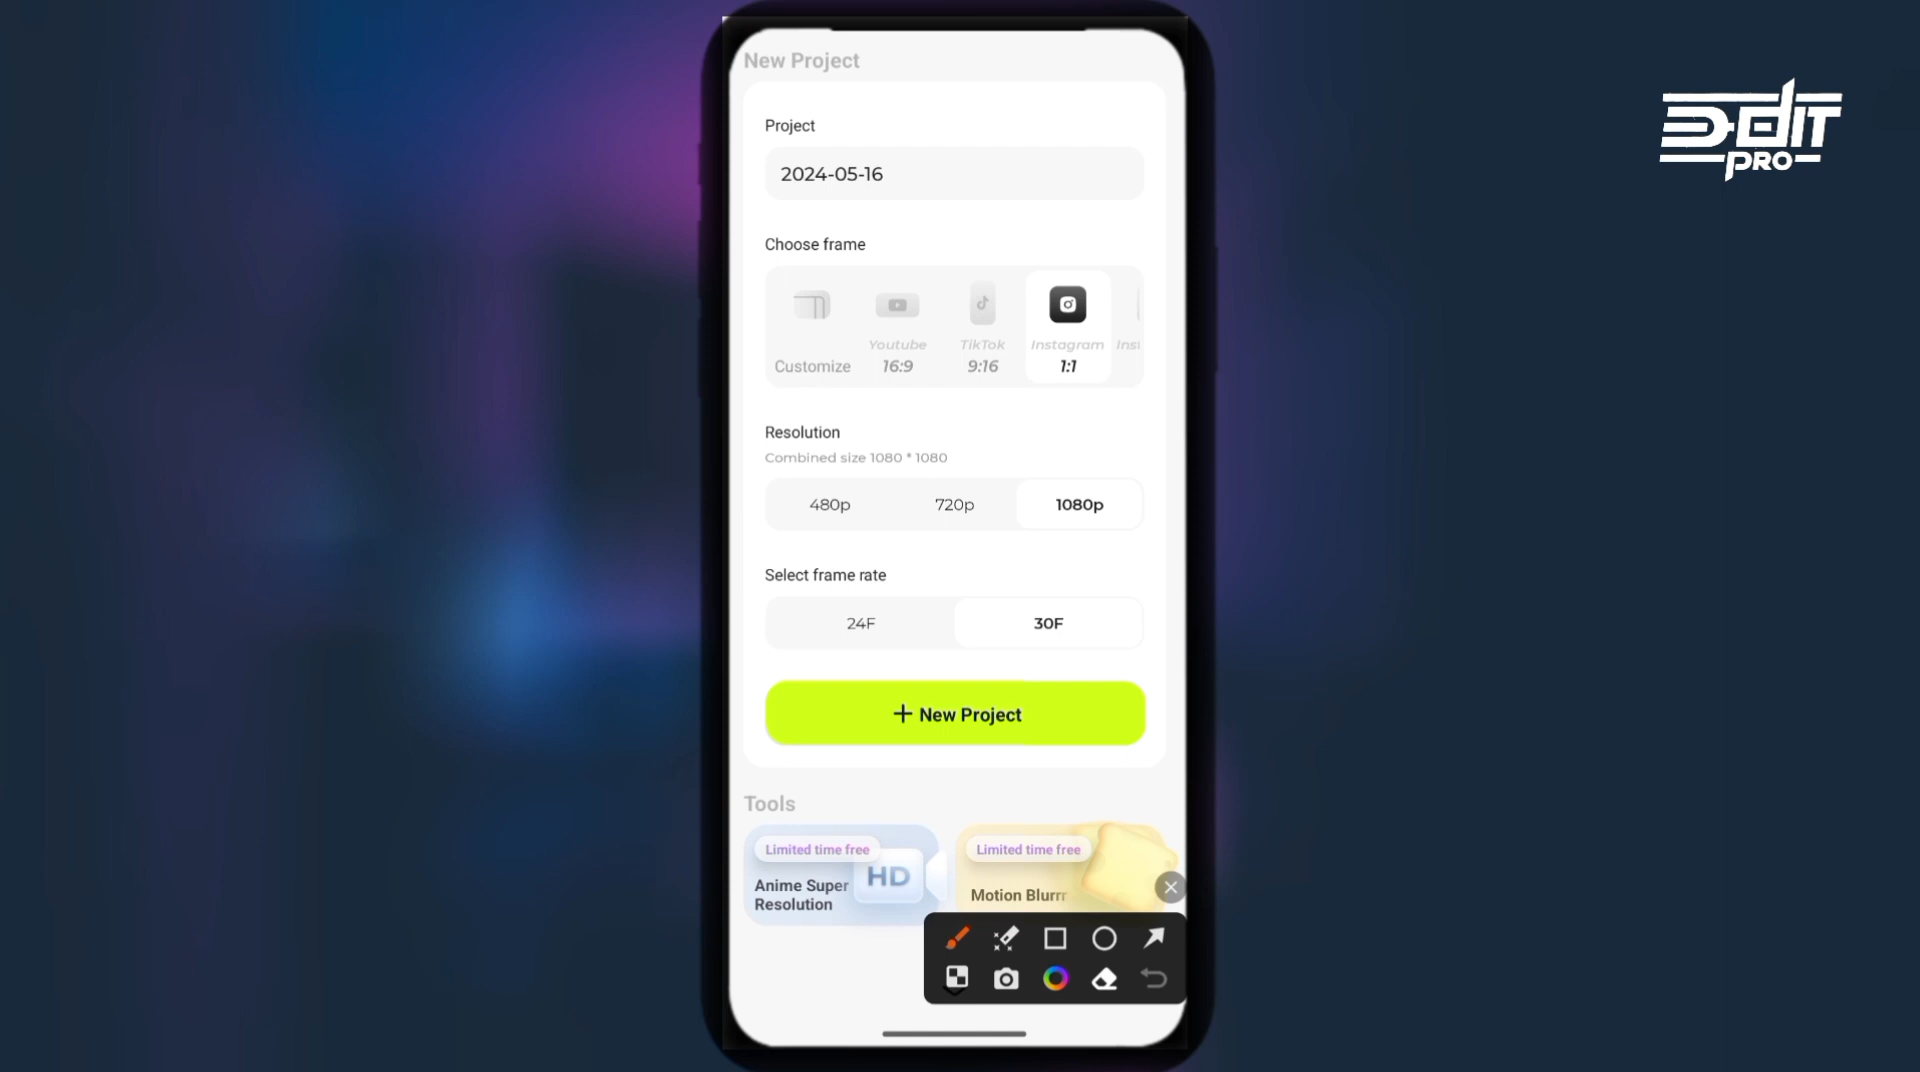 New Project
Project
2024-05-16
Choose frame
Youtube
TikTok
Instagram
Inst
Customize
16:9
9:16
1:1
Resolution
Combined size 1080 * 1080
480p
720p
1080p
Select frame rate
24F
30F
+ New Project
Tools
Limited time free
HD
Anime Super
Resolution
Limited time free
Motion Blurrr
EdiT
PRO